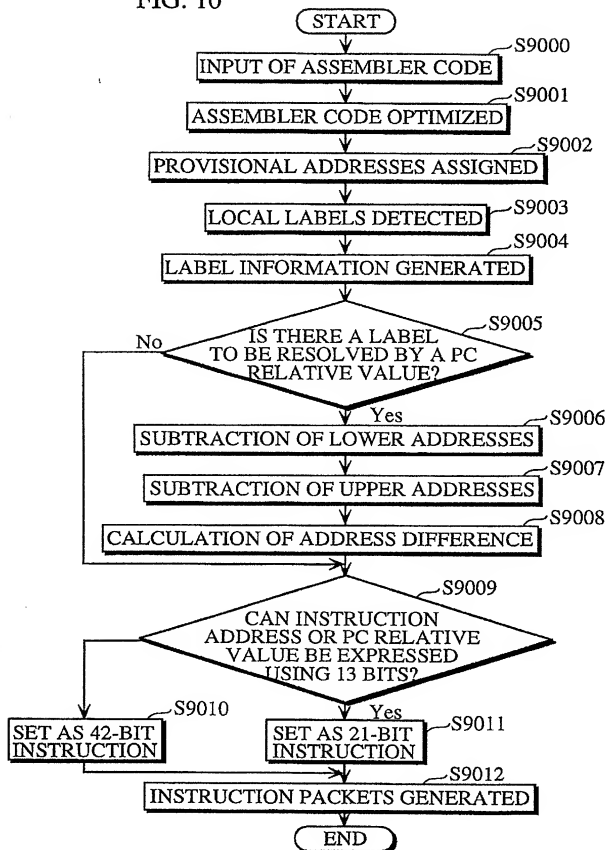 FIG. 10
START
S9000
INPUT OF ASSEMBLER CODE
S9001
ASSEMBLER CODE OPTIMIZED
S9002
PROVISIONAL ADDRESSES ASSIGNED
S9003
LOCAL LABELS DETECTED
S9004
LABEL INFORMATION GENERATED
S9005
IS THERE A LABEL
TO BE RESOLVED BY A PC
RELATIVE VALUE?
No
Yes
S9006
SUBTRACTION OF LOWER ADDRESSES
S9007
SUBTRACTION OF UPPER ADDRESSES
S9008
CALCULATION OF ADDRESS DIFFERENCE
S9009
CAN INSTRUCTION
ADDRESS OR PC RELATIVE
VALUE BE EXPRESSED
USING 13 BITS?
S9010
SET AS 42-BIT
INSTRUCTION
Yes
S9011
SET AS 21-BIT
INSTRUCTION
S9012
INSTRUCTION PACKETS GENERATED
END